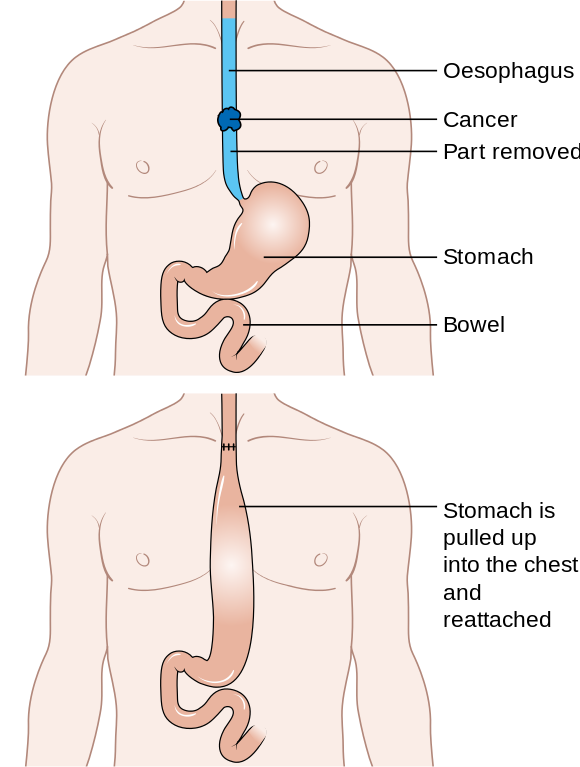 Oesophagus
Cancer
Part removed
Stomach
Bowel
Stomach is
pulled up
into the chest
and
reattached